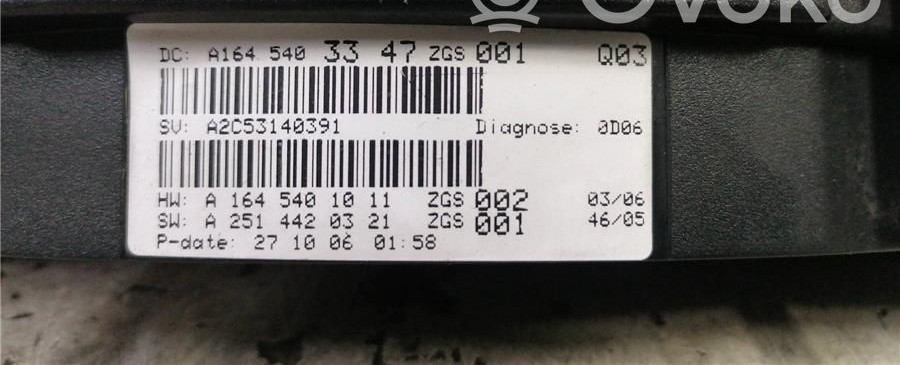 OVOKO
DC: A164 540 33 47 ZGS 001 Q03
SV: A2C53140391 Diagnose: 0D06
HW: A 164 540 10 11 ZGS 002 03/06
SW: A 251 442 03 21 ZGS 001 46/05
P-date: 27 10 06 01:58